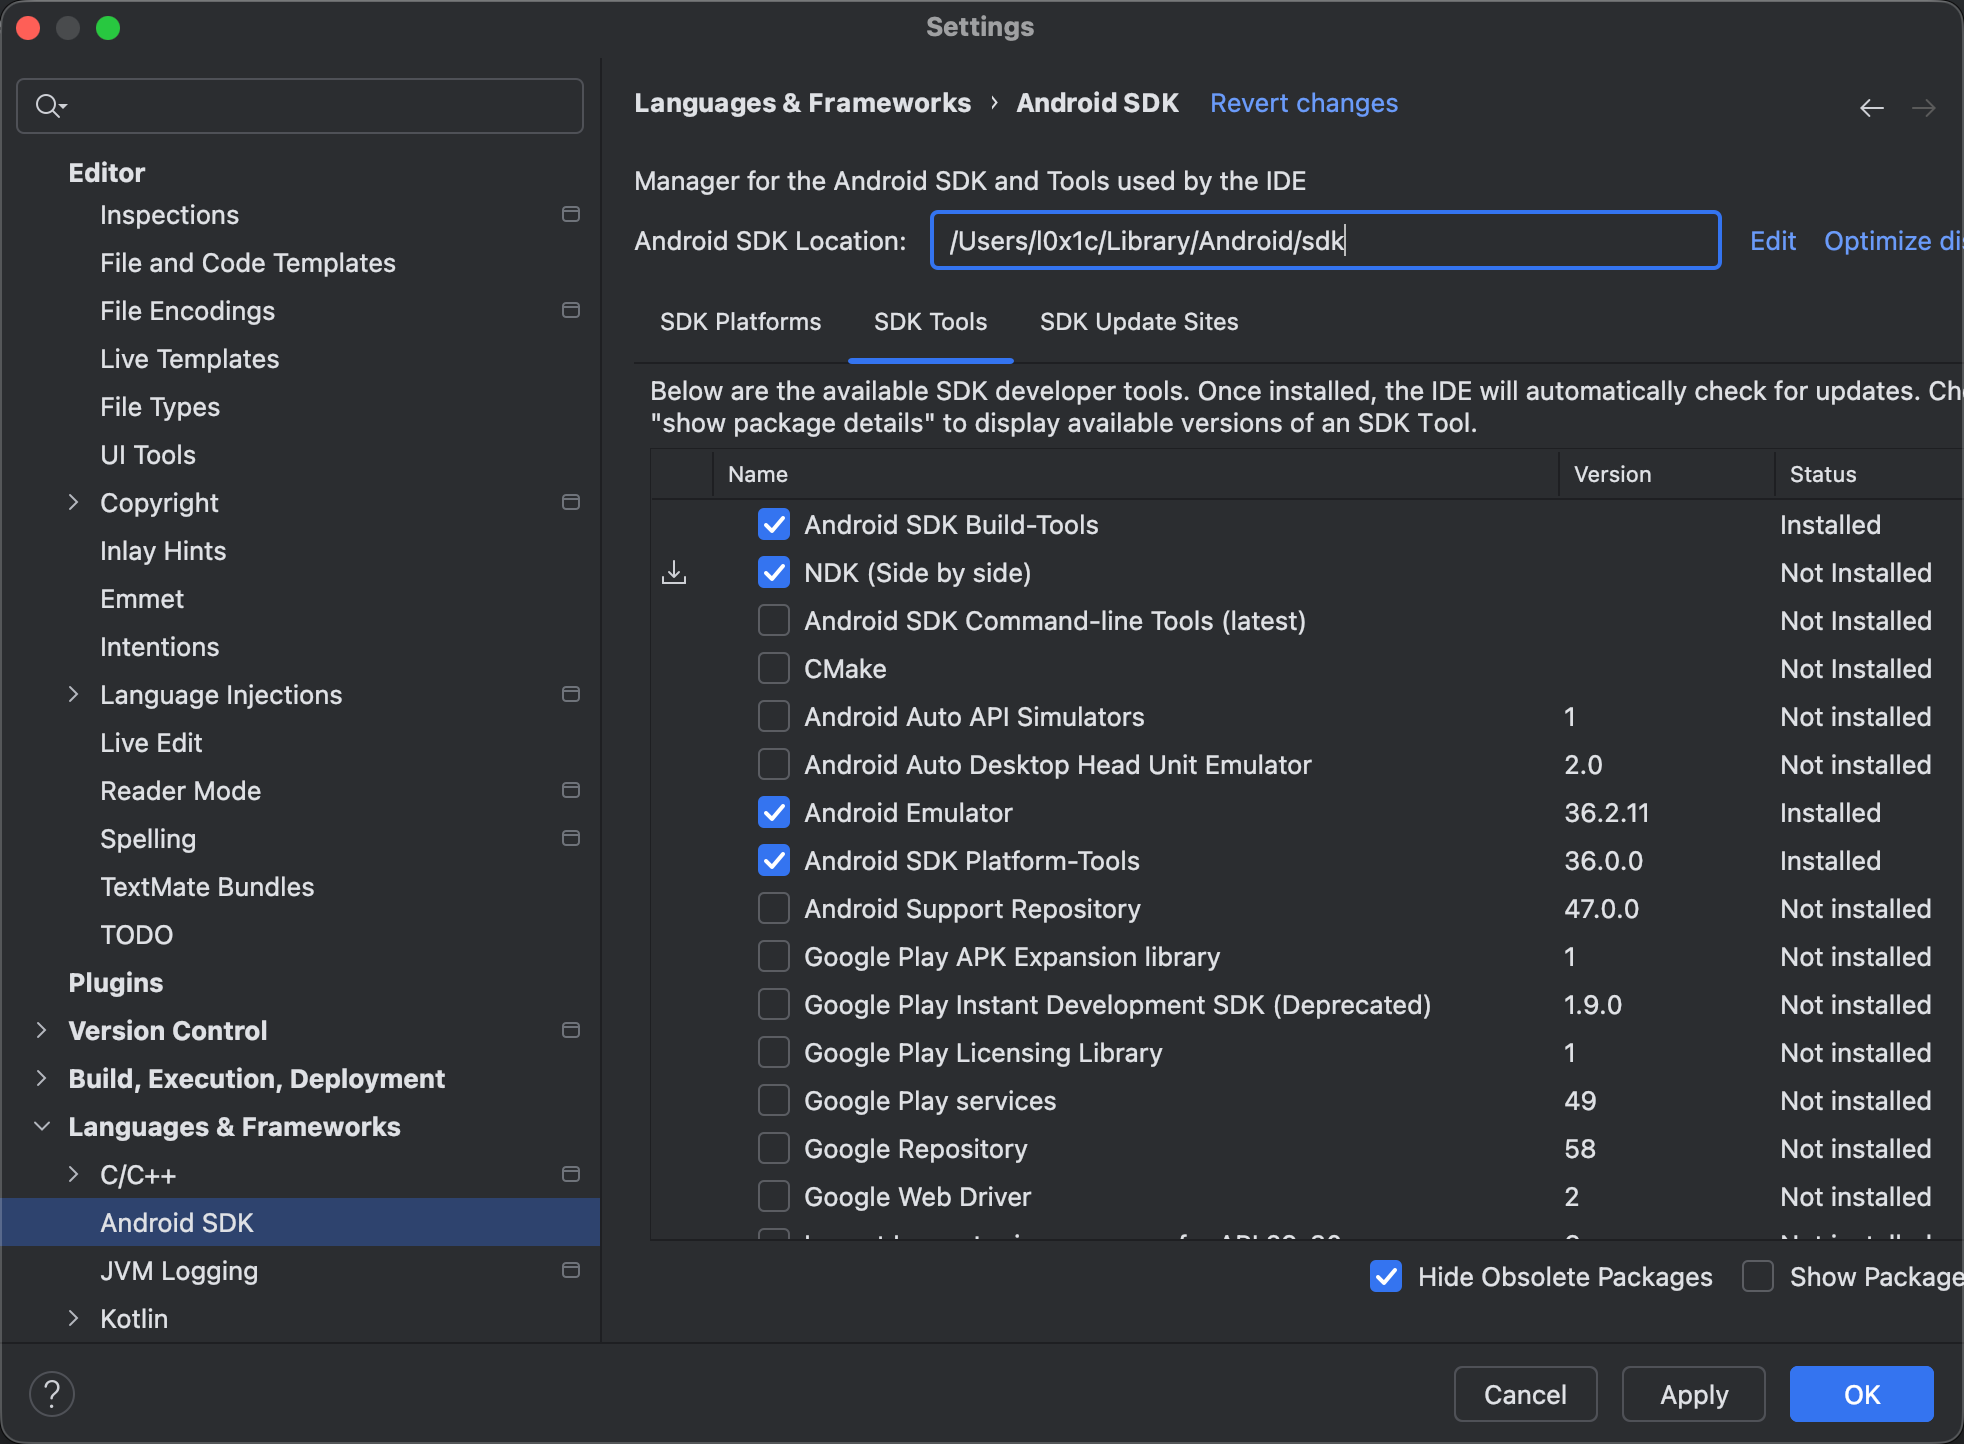 Settings
Editor
Inspections
File and Code Templates
File Encodings
Live Templates
File Types
UI Tools
Copyright
Inlay Hints
Emmet
Intentions
Language Injections
Live Edit
Reader Mode
Spelling
TextMate Bundles
TODO
Plugins
Version Control
Build, Execution, Deployment
Languages & Frameworks
C/C++
Android SDK
JVM Logging
Kotlin
Languages & Frameworks › Android SDK Revert changes
Manager for the Android SDK and Tools used by the IDE
Android SDK Location: /Users/l0x1c/Library/Android/sdk Edit Optimize
SDK Platforms SDK Tools SDK Update Sites
Below are the available SDK developer tools. Once installed, the IDE will automatically check for updates.
"show package details" to display available versions of an SDK Tool.
Name Version Status
Android SDK Build-Tools Installed
NDK (Side by side) Not Installed
Android SDK Command-line Tools (latest) Not Installed
CMake Not Installed
Android Auto API Simulators 1 Not installed
Android Auto Desktop Head Unit Emulator 2.0 Not installed
Android Emulator 36.2.11 Installed
Android SDK Platform-Tools 36.0.0 Installed
Android Support Repository 47.0.0 Not installed
Google Play APK Expansion library 1 Not installed
Google Play Instant Development SDK (Deprecated) 1.9.0 Not installed
Google Play Licensing Library 1 Not installed
Google Play services 49 Not installed
Google Repository 58 Not installed
Google Web Driver 2 Not installed
Hide Obsolete Packages Show Package
? Cancel Apply OK